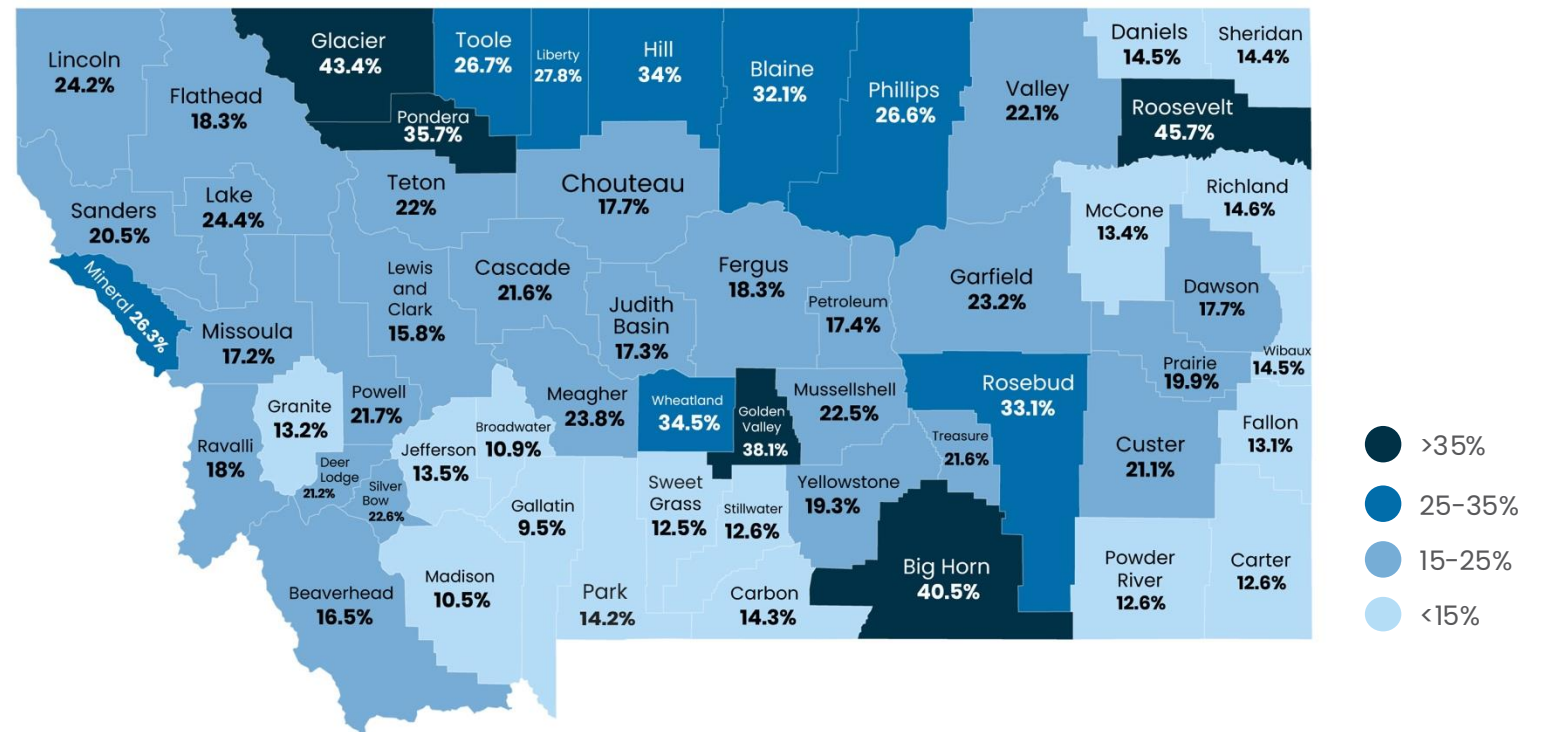 Lincoln
24.2%
Flathead
18.3%
Glacier
43.4%
Pondera
35.7%
Toole
26.7%
Liberty
27.8%
Hill
34%
Blaine
32.1%
Phillips
26.6%
Valley
22.1%
Daniels
14.5%
Sheridan
14.4%
Roosevelt
45.7%
Sanders
20.5%
Lake
24.4%
Teton
22%
Chouteau
17.7%
McCone
13.4%
Richland
14.6%
Mineral 26.3%
Missoula
17.2%
Lewis
and
Clark
15.8%
Cascade
21.6%
Judith
Basin
17.3%
Fergus
18.3%
Petroleum
17.4%
Garfield
23.2%
Dawson
17.7%
Prairie
19.9%
Wibaux
14.5%
Granite
13.2%
Powell
21.7%
Meagher
23.8%
Wheatland
34.5%
Golden
Valley
38.1%
Mussellshell
22.5%
Rosebud
33.1%
Ravalli
18%
Deer
Lodge
21.2%
Silver
Bow
22.6%
Jefferson
13.5%
Broadwater
10.9%
Treasure
21.6%
Custer
21.1%
Fallon
13.1%
Gallatin
9.5%
Sweet
Grass
12.5%
Stillwater
12.6%
Yellowstone
19.3%
Beaverhead
16.5%
Madison
10.5%
Park
14.2%
Carbon
14.3%
Big Horn
40.5%
Powder
River
12.6%
Carter
12.6%
>35%
25-35%
15-25%
<15%